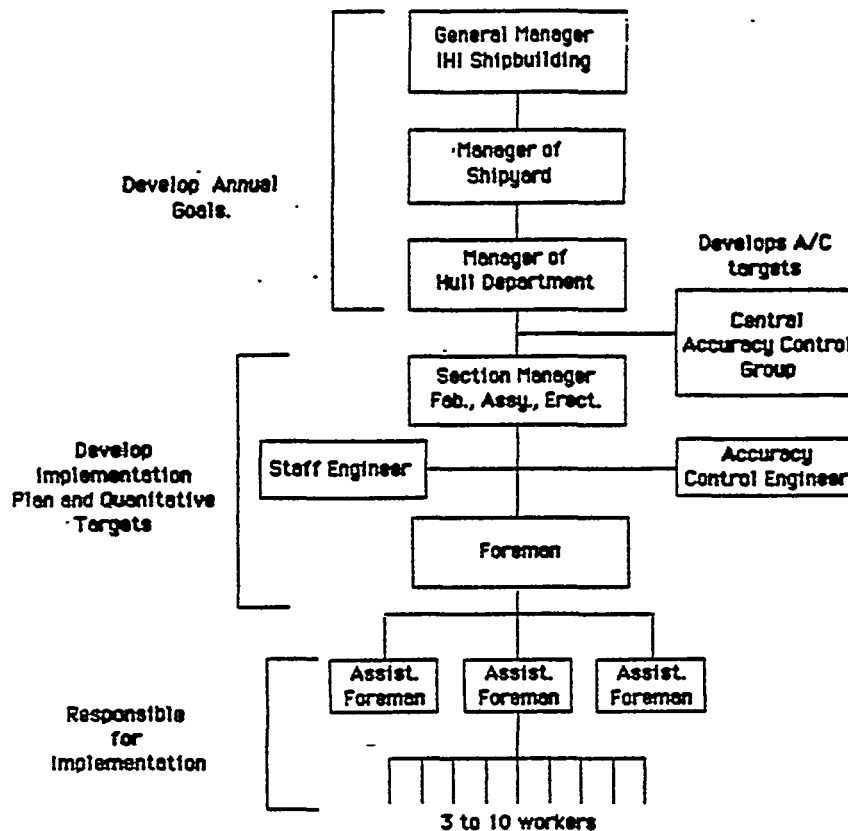 General Manager
IHI Shipbuilding
Manager of
Shipyard
Develop Annual
Goals.
Manager of
Hull Department
Develops A/C
targets
Central
Accuracy Control
Group
Section Manager
Fab., Assy., Erect.
Develop
Implementation
Plan and Quanitative
Targets
Staff Engineer
Accuracy
Control Engineer
Foreman
Assist.
Foreman
Assist.
Foreman
Assist.
Foreman
Responsible
for
Implementation
3 to 10 workers